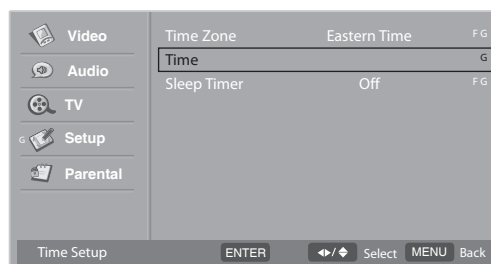 Video
Audio
TV
G Setup
Parental
Time Zone Eastern Time F G
Time G
Sleep Timer Off F G
Time Setup ENTER ◄►/▲▼ Select MENU Back